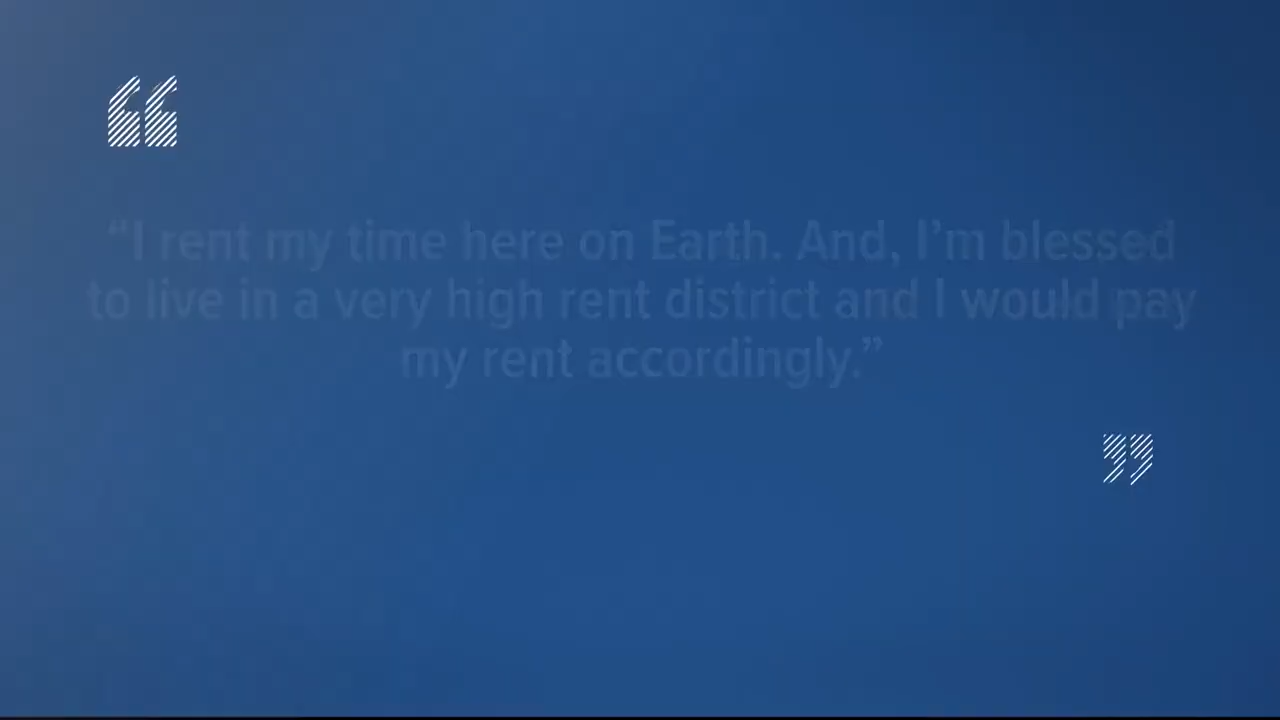 “I rent my time here on Earth. And, I’m blessed
to live in a very high rent district and I would pay
my rent accordingly.”